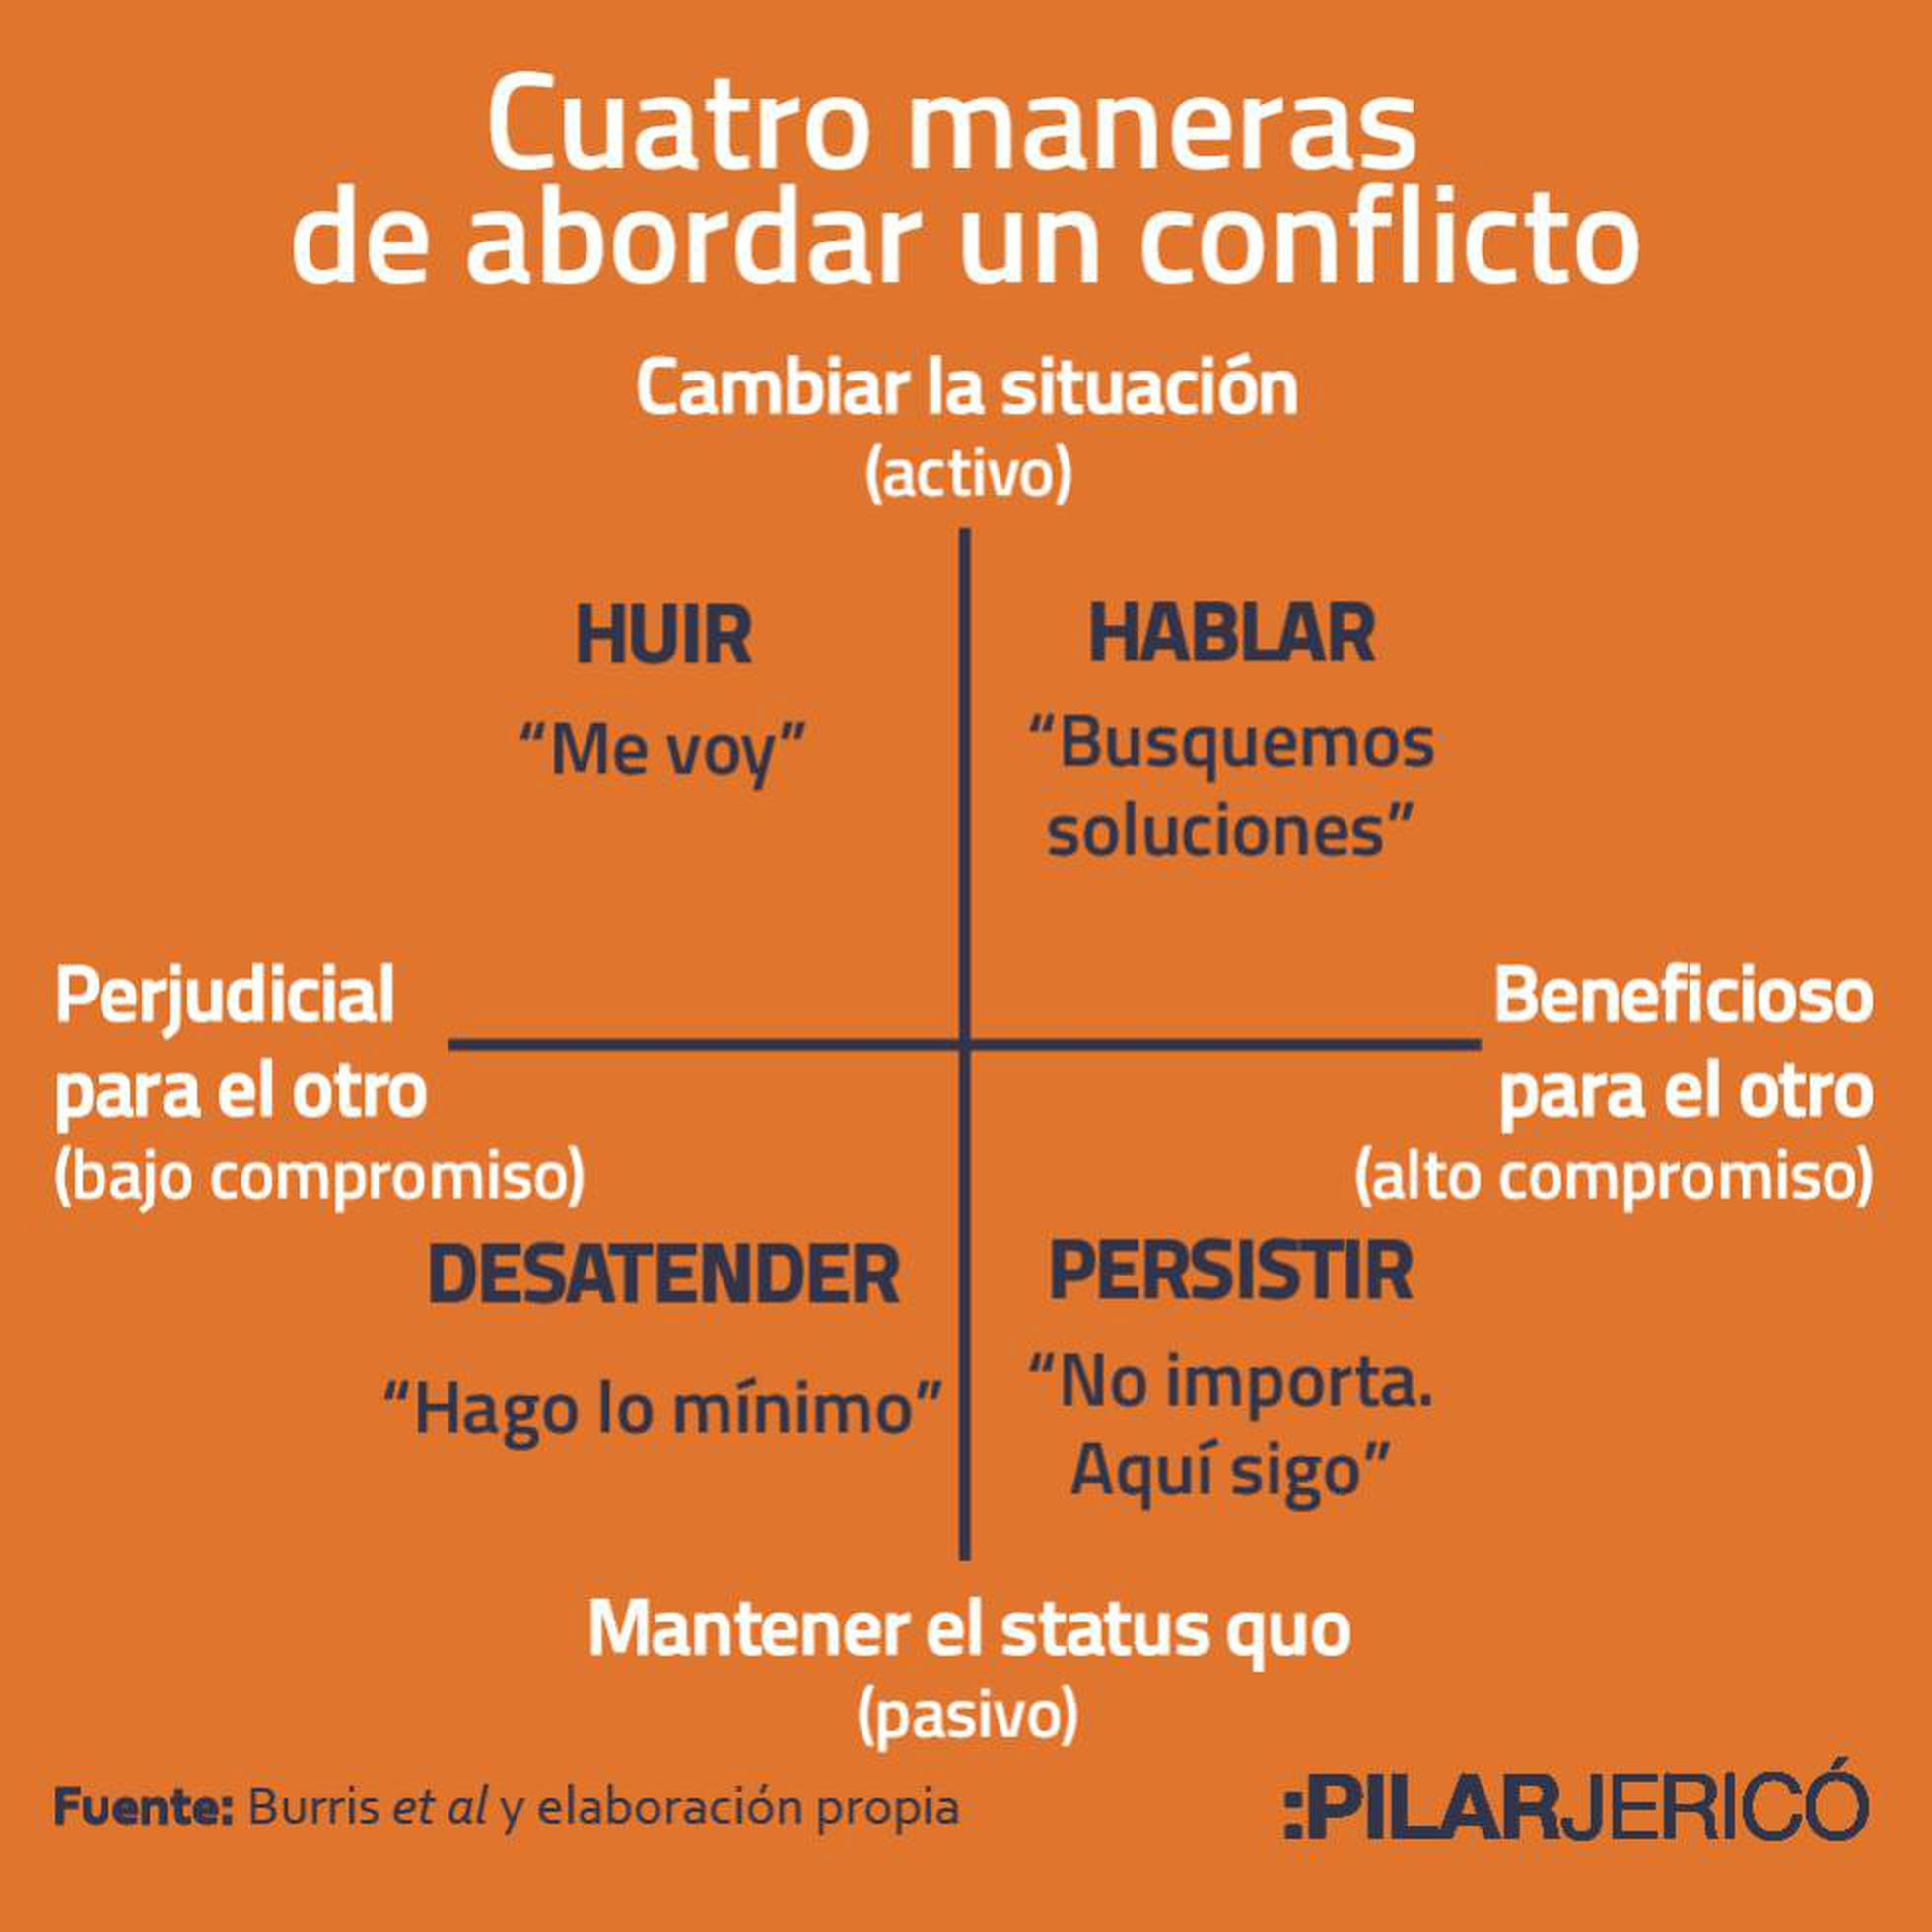 Cuatro maneras
de abordar un conflicto
Cambiar la situación
(activo)
HUIR
“Me voy”
HABLAR
“Busquemos
soluciones”
Perjudicial
para el otro
(bajo compromiso)
Beneficioso
para el otro
(alto compromiso)
DESATENDER
“Hago lo mínimo”
PERSISTIR
“No importa.
Aquí sigo”
Mantener el status quo
(pasivo)
Fuente: Burris et al y elaboración propia
:PILARJERICÓ